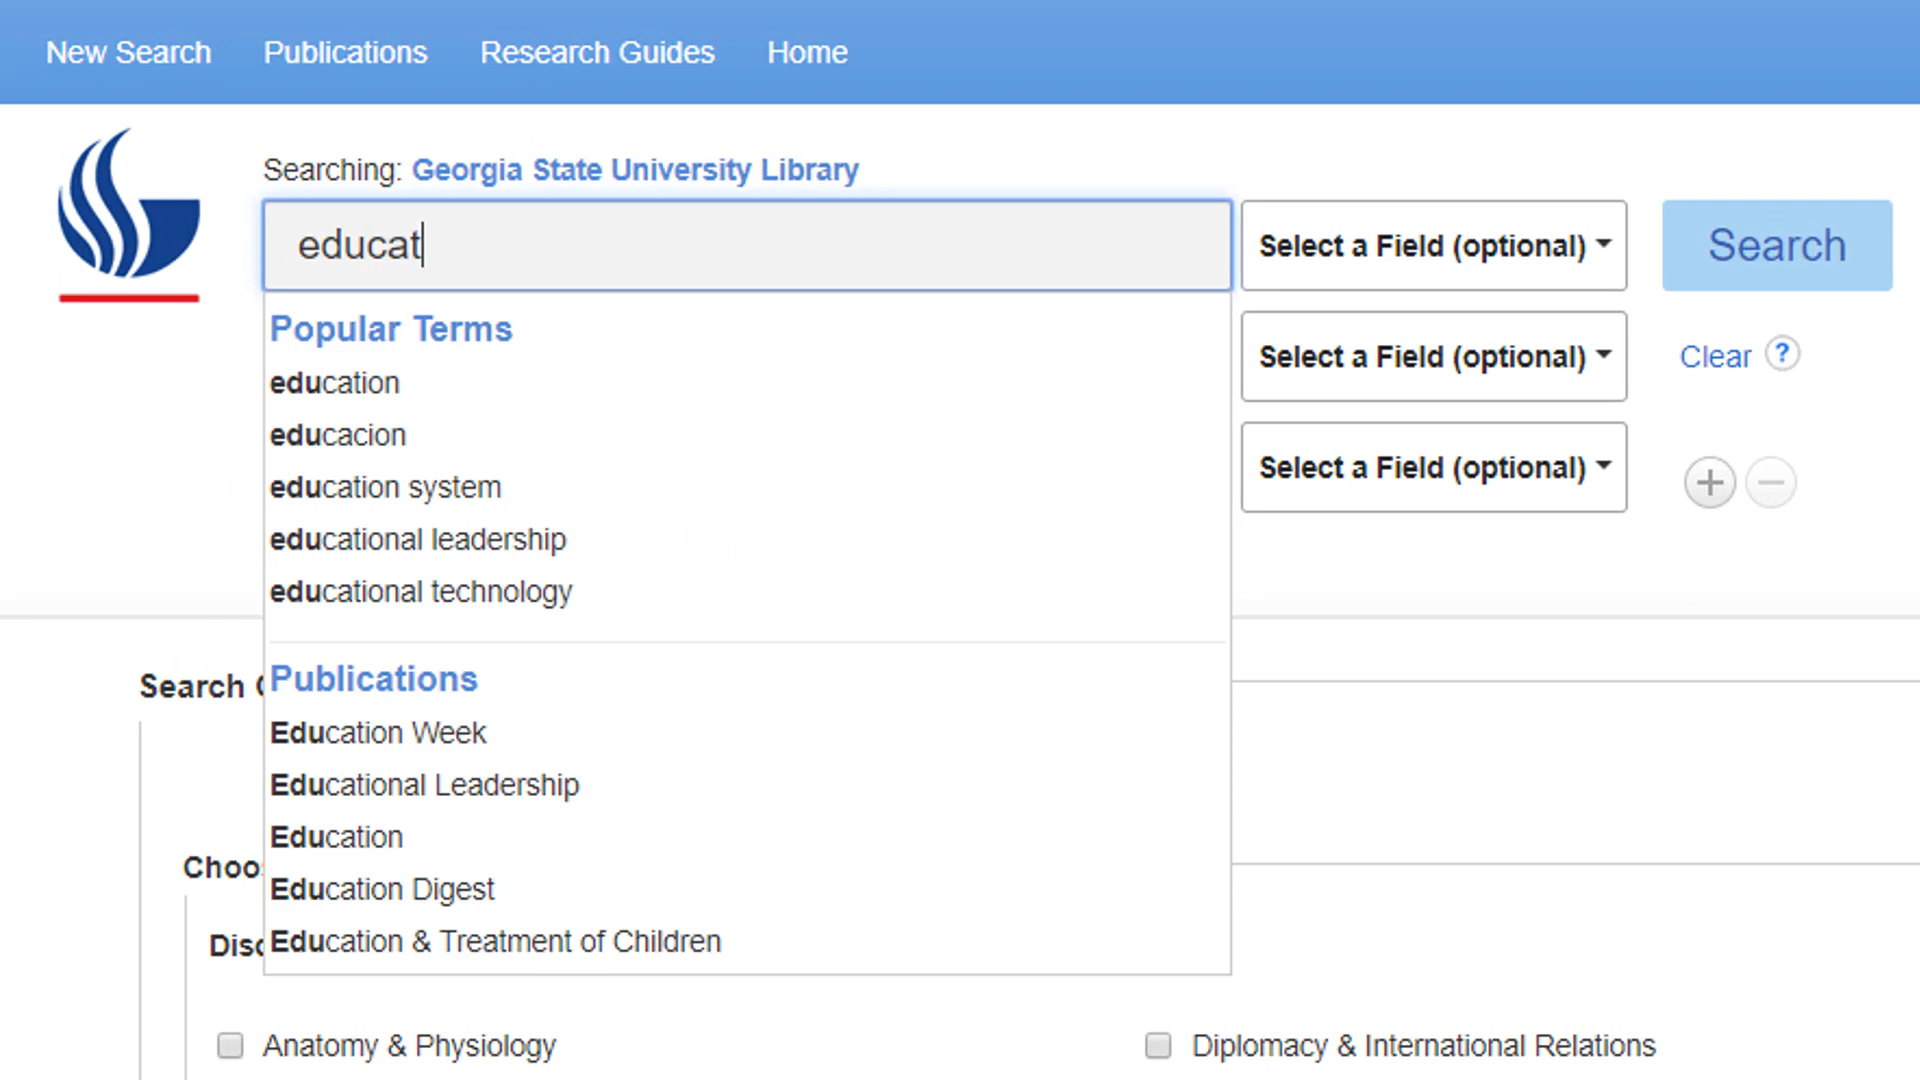 New Search Publications Research Guides Home
Searching: Georgia State University Library
educat Select a Field (optional) Search
Popular Terms
education
Select a Field (optional) Clear ?
educacion
education system
Select a Field (optional)
educational leadership
educational technology
Search
Publications
Education Week
Educational Leadership
Education
Choo
Education Digest
Disc
Education & Treatment of Children
Anatomy & Physiology Diplomacy & International Relations